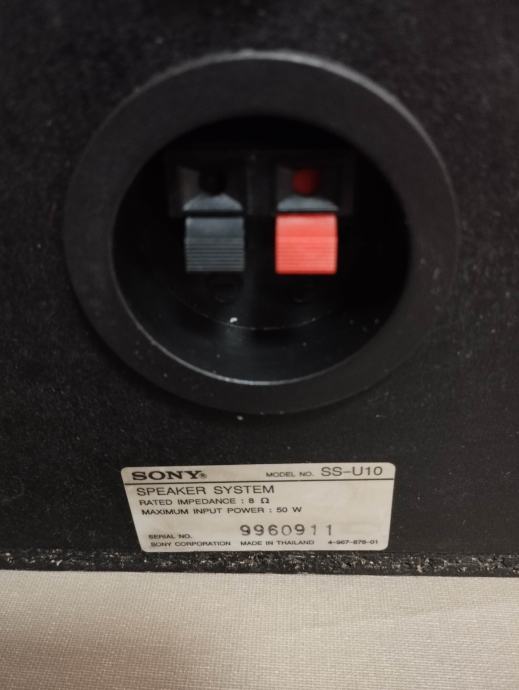 SONY® MODEL NO. SS-U10
SPEAKER SYSTEM
RATED IMPEDANCE : 8 Ω
MAXIMUM INPUT POWER : 50 W
SERIAL NO. 9960911
SONY CORPORATION MADE IN THAILAND 4-967-876-01